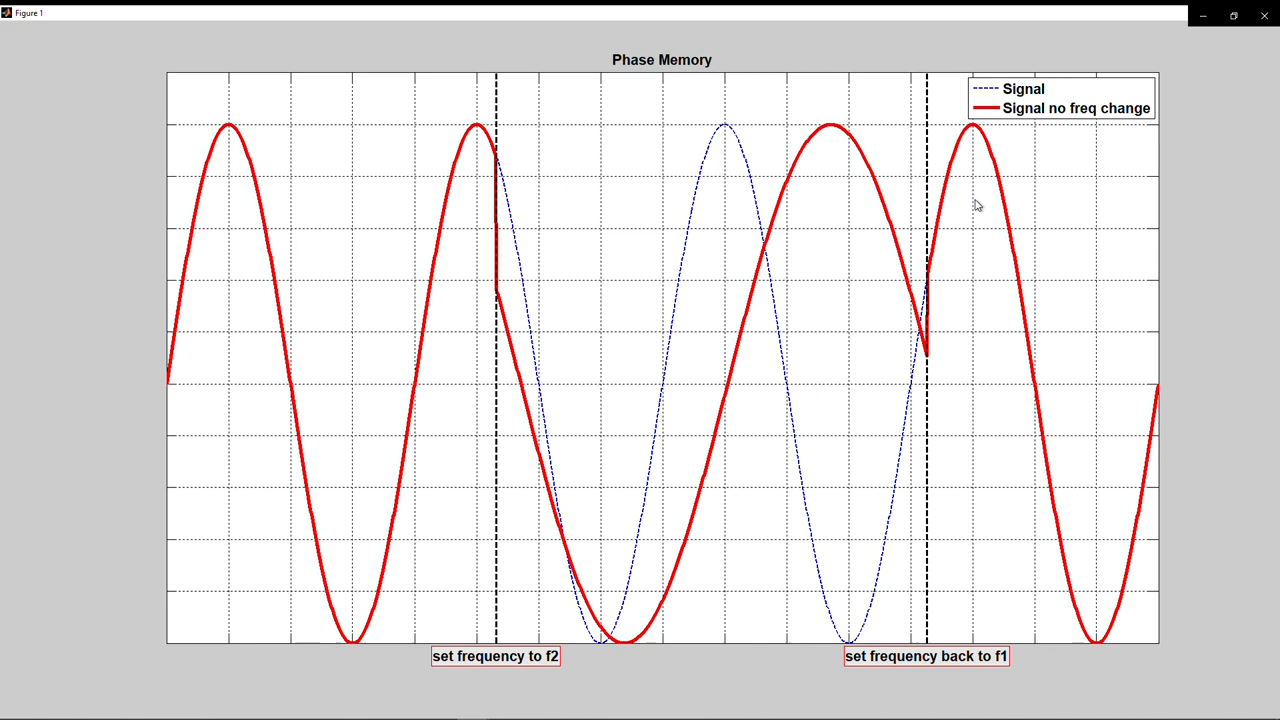 Figure 1
Phase Memory
Signal
Signal no freq change
set frequency to f2
set frequency back to f1